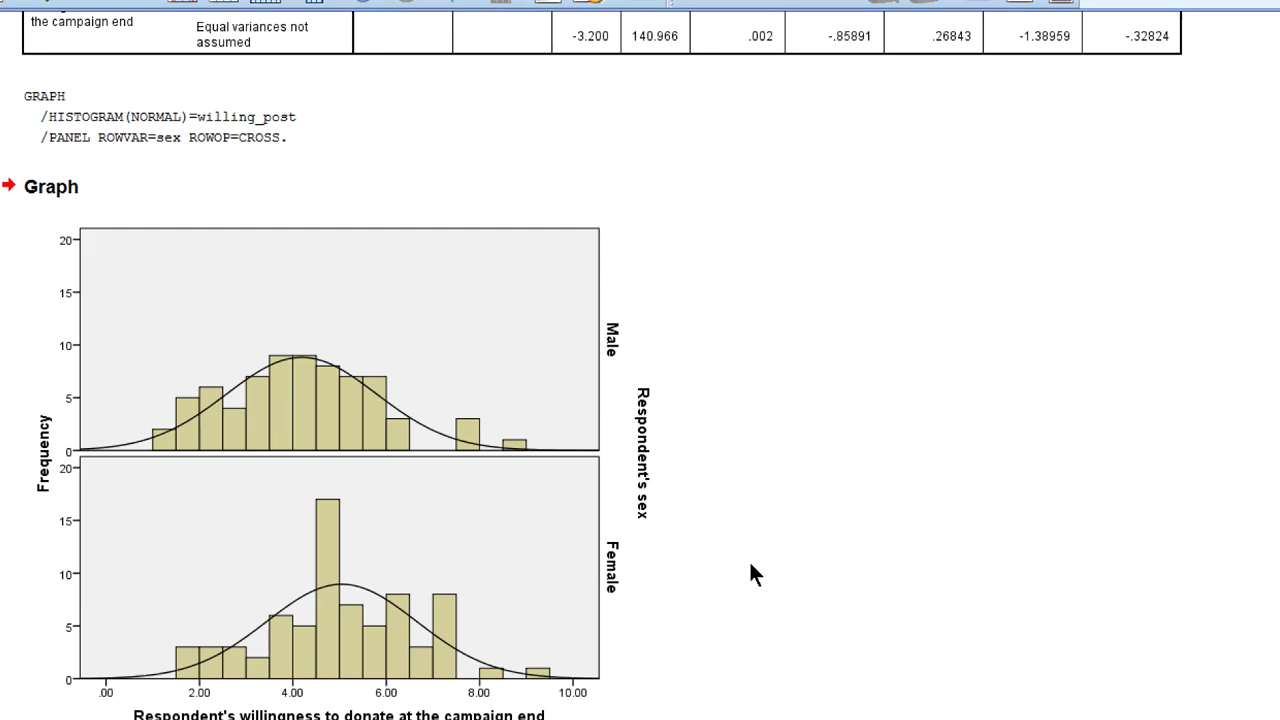 the campaign end
Equal variances not
assumed
-3.200 140.966 .002 -.85891 .26843 -1.38959 -.32824
GRAPH
/HISTOGRAM(NORMAL)=willing_post
/PANEL ROWVAR=sex ROWOP=CROSS.
Graph
20
15
10
5
0
Male
20
15
10
5
0
Female
Frequency
Respondent's sex
.00 2.00 4.00 6.00 8.00 10.00
Respondent's willingness to donate at the campaign end